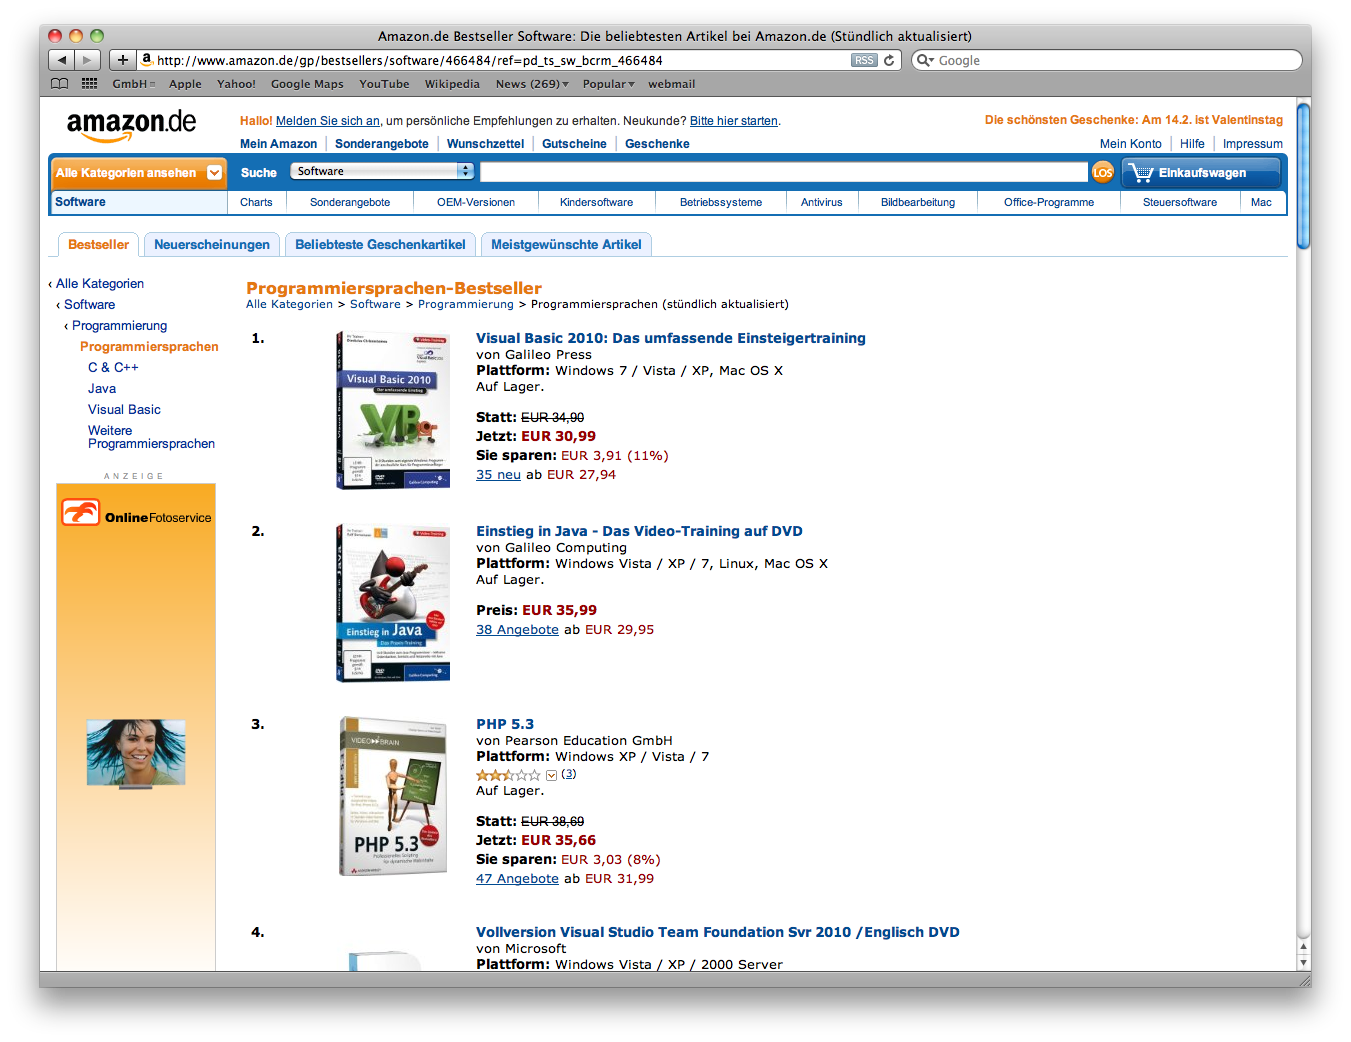 Amazon.de Bestseller Software: Die beliebtesten Artikel bei Amazon.de (Stündlich aktualisiert)
http://www.amazon.de/gp/bestsellers/software/466484/ref=pd_ts_sw_bcrm_466484
RSS
Google
GmbH Apple Yahoo! Google Maps YouTube Wikipedia News (269) Popular webmail
amazon.de
Hallo! Melden Sie sich an, um persönliche Empfehlungen zu erhalten. Neukunde? Bitte hier starten.
Die schönsten Geschenke: Am 14.2. ist Valentinstag
Mein Amazon Sonderangebote Wunschzettel Gutscheine Geschenke
Mein Konto Hilfe Impressum
Alle Kategorien ansehen
Suche Software LOS Einkaufswagen
Software Charts Sonderangebote OEM-Versionen Kindersoftware Betriebssysteme Antivirus Bildbearbeitung Office-Programme Steuersoftware Mac
Bestseller Neuerscheinungen Beliebteste Geschenkartikel Meistgewünschte Artikel
‹ Alle Kategorien
‹ Software
‹ Programmierung
Programmiersprachen
C & C++
Java
Visual Basic
Weitere
Programmiersprachen
ANZEIGE
OnlineFotoservice
Programmiersprachen-Bestseller
Alle Kategorien > Software > Programmierung > Programmiersprachen (stündlich aktualisiert)
1.
Visual Basic 2010
Visual Basic 2010: Das umfassende Einsteigertraining
von Galileo Press
Plattform: Windows 7 / Vista / XP, Mac OS X
Auf Lager.
Statt: EUR 34,90
Jetzt: EUR 30,99
Sie sparen: EUR 3,91 (11%)
35 neu ab EUR 27,94
2.
Einstieg in Java
Einstieg in Java - Das Video-Training auf DVD
von Galileo Computing
Plattform: Windows Vista / XP / 7, Linux, Mac OS X
Auf Lager.
Preis: EUR 35,99
38 Angebote ab EUR 29,95
3.
VIDEO BRAIN
PHP 5.3
PHP 5.3
von Pearson Education GmbH
Plattform: Windows XP / Vista / 7
(3)
Auf Lager.
Statt: EUR 38,69
Jetzt: EUR 35,66
Sie sparen: EUR 3,03 (8%)
47 Angebote ab EUR 31,99
4.
Vollversion Visual Studio Team Foundation Svr 2010 /Englisch DVD
von Microsoft
Plattform: Windows Vista / XP / 2000 Server